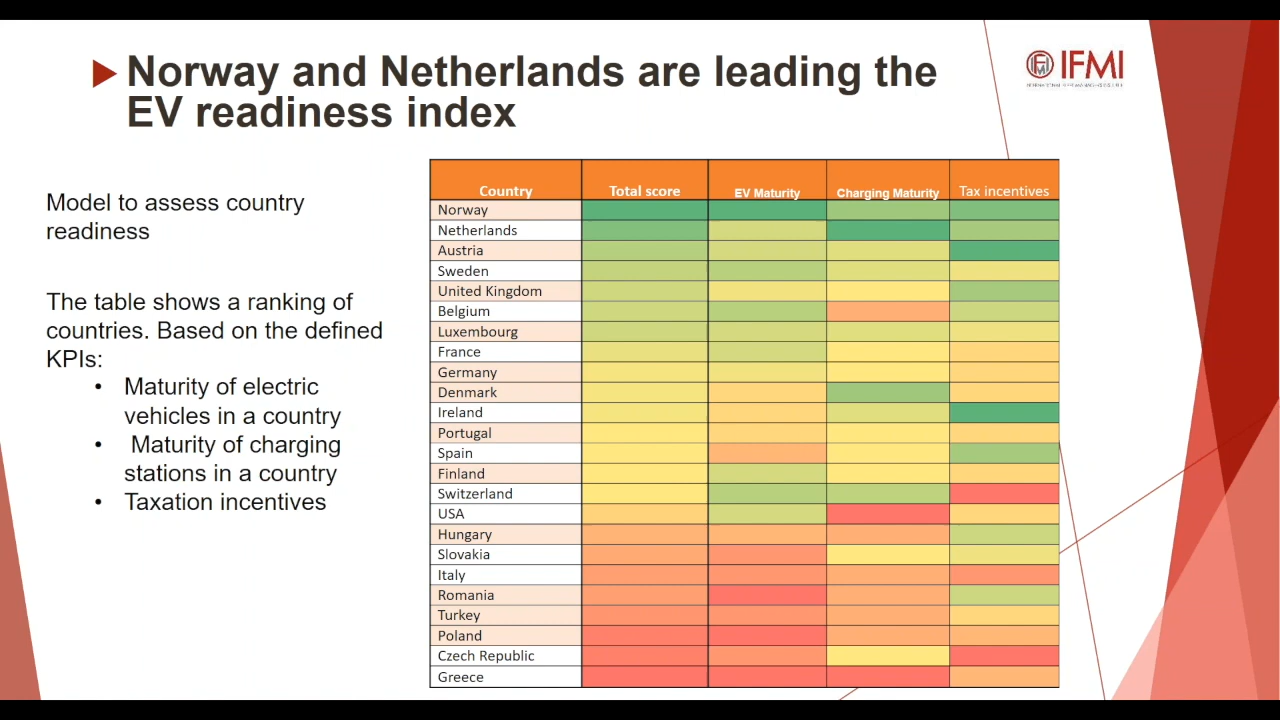 Norway and Netherlands are leading the
EV readiness index
IFMI
Model to assess country
readiness
The table shows a ranking of
countries. Based on the defined
KPIs:
• Maturity of electric
vehicles in a country
• Maturity of charging
stations in a country
• Taxation incentives
Country Total score EV Maturity Charging Maturity Tax incentives
Norway
Netherlands
Austria
Sweden
United Kingdom
Belgium
Luxembourg
France
Germany
Denmark
Ireland
Portugal
Spain
Finland
Switzerland
USA
Hungary
Slovakia
Italy
Romania
Turkey
Poland
Czech Republic
Greece